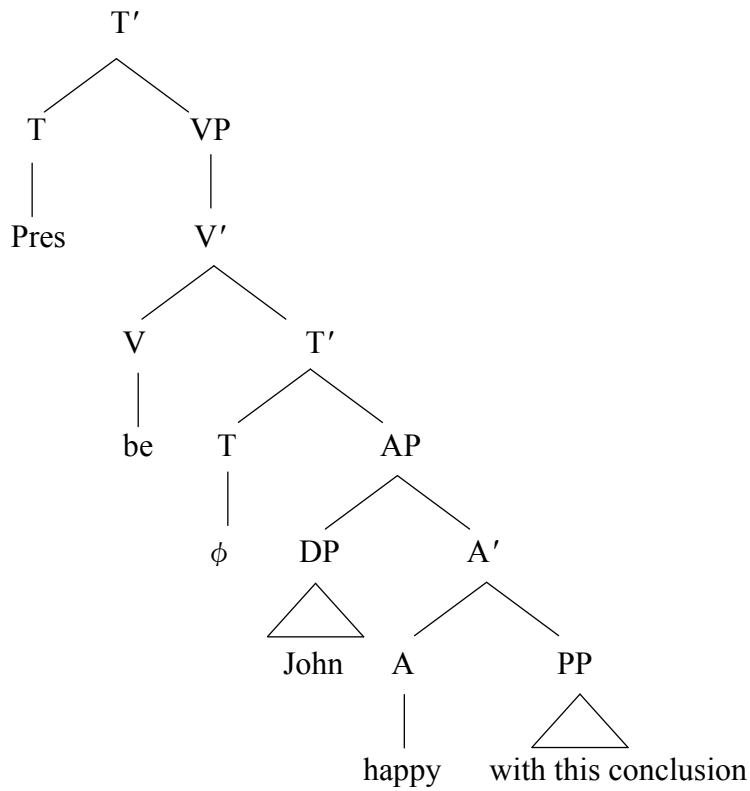 T′
T VP
Pres V′
V T′
be T AP
ϕ DP A′
John A PP
happy with this conclusion